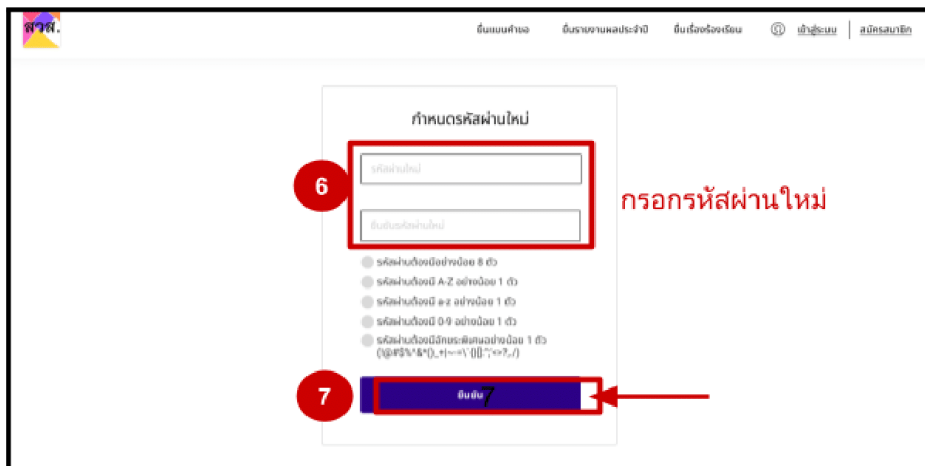 สวส.
ยื่นแบบคำขอ ยื่นรายงานผลประจำปี ยื่นเรื่องร้องเรียน เข้าสู่ระบบ | สมัครสมาชิก
กำหนดรหัสผ่านใหม่
รหัสผ่านใหม่
6
กรอกรหัสผ่านใหม่
ยืนยันรหัสผ่านใหม่
รหัสผ่านต้องมีอย่างน้อย 8 ตัว
รหัสผ่านต้องมี A-Z อย่างน้อย 1 ตัว
รหัสผ่านต้องมี a-z อย่างน้อย 1 ตัว
รหัสผ่านต้องมี 0-9 อย่างน้อย 1 ตัว
รหัสผ่านต้องมีอักขระพิเศษอย่างน้อย 1 ตัว
7
ยืนยัน 7